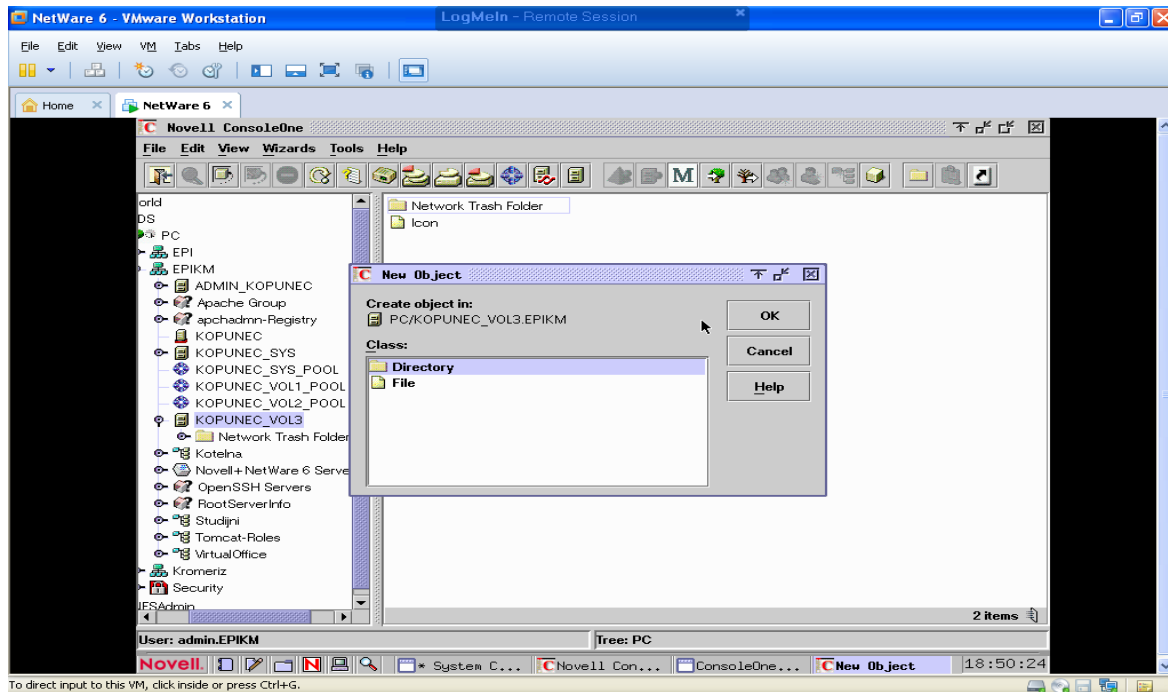 NetWare 6 - VMware Workstation
LogMeIn - Remote Session
File Edit View VM Tabs Help
Home
NetWare 6
Novell ConsoleOne
File Edit View Wizards Tools Help
M
orld
DS
PC
EPI
EPIKM
ADMIN_KOPUNEC
Apache Group
apchadmn-Registry
KOPUNEC
KOPUNEC_SYS
KOPUNEC_SYS_POOL
KOPUNEC_VOL1_POOL
KOPUNEC_VOL2_POOL
KOPUNEC_VOL3
Network Trash Folder
Kotelna
Novell+NetWare 6 Serve
OpenSSH Servers
RootServerInfo
Studijni
Tomcat-Roles
VirtualOffice
Kromeriz
Security
IFSAdmin
Network Trash Folder
Icon
New Object
Create object in:
PC/KOPUNEC_VOL3.EPIKM
Class:
Directory
File
OK
Cancel
Help
2 items
User: admin.EPIKM
Tree: PC
Novell. N * System C... Novell Con... ConsoleOne... New Object 18:50:24
To direct input to this VM, click inside or press Ctrl+G.